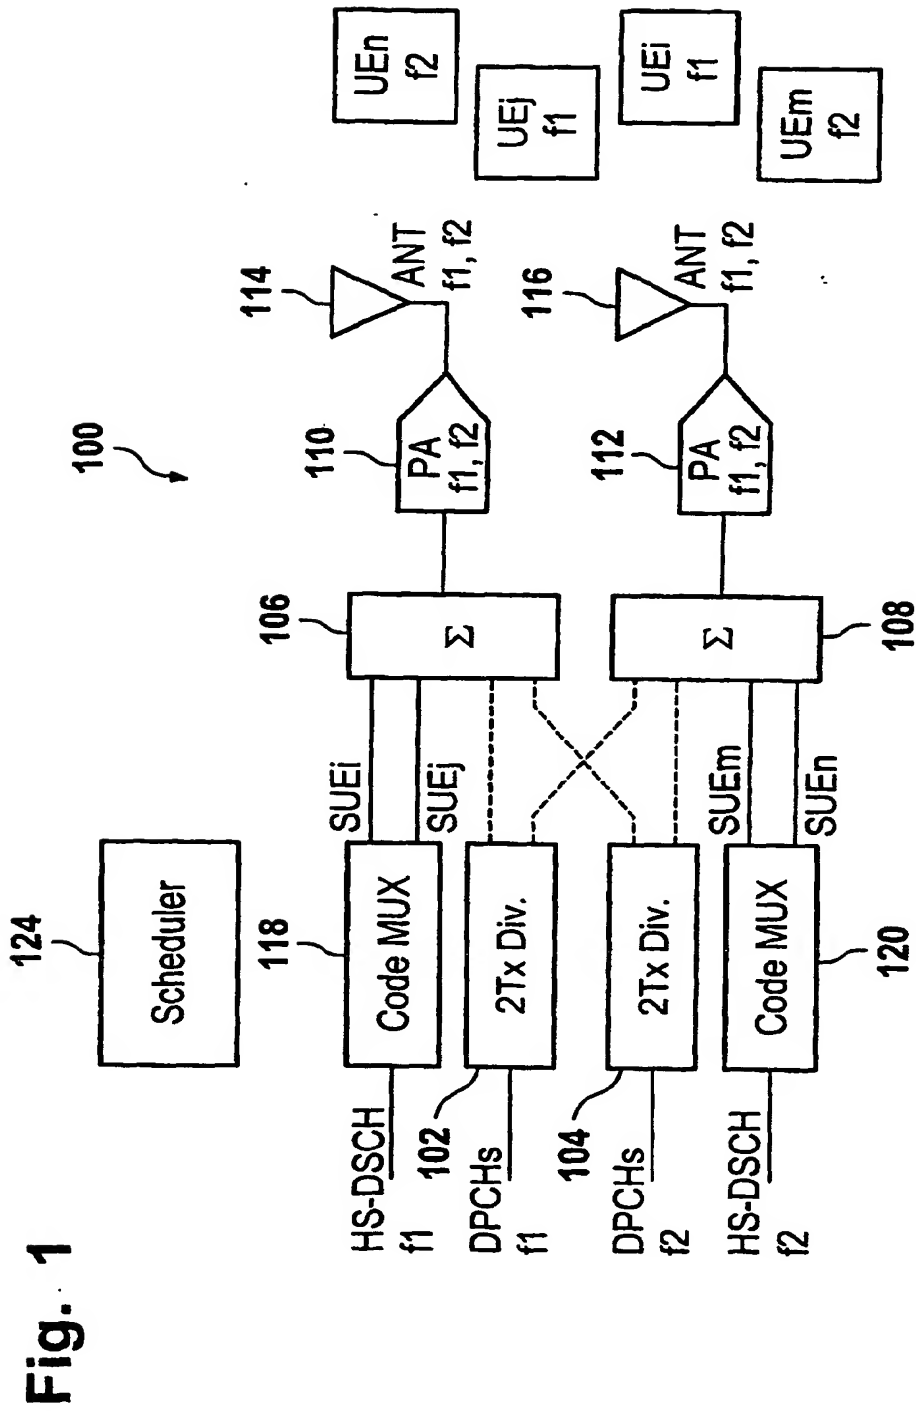 Fig. 1
124
Scheduler
100
118
Code MUX
HS-DSCH
f1
SUEi
SUEj
106
Σ
110
PA
f1, f2
114
ANT
f1, f2
UEn
f2
102
2Tx Div.
DPCHs
f1
UEj
f1
104
2Tx Div.
DPCHs
f2
108
Σ
112
PA
f1, f2
116
ANT
f1, f2
UEi
f1
120
Code MUX
HS-DSCH
f2
SUEm
SUEn
UEm
f2